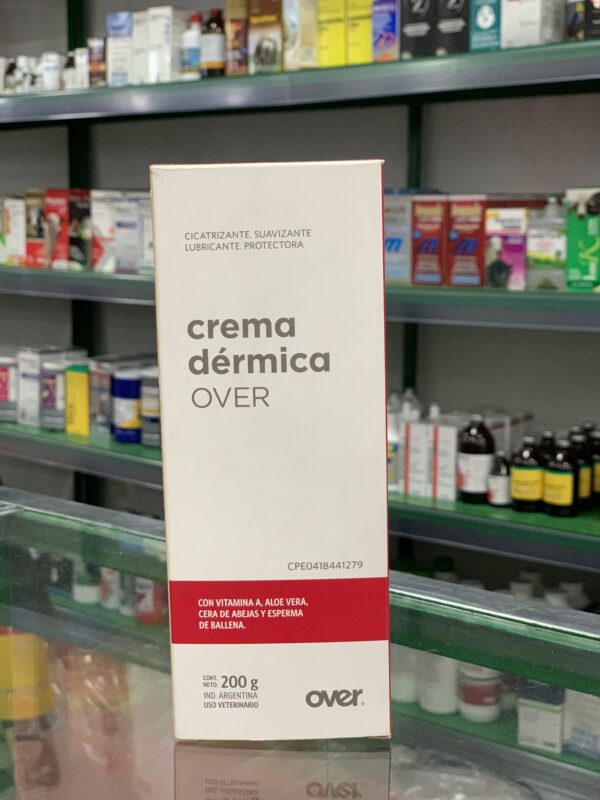 CICATRIZANTE. SUAVIZANTE
LUBRICANTE. PROTECTORA
crema
dérmica
OVER
CPE0418441279
CON VITAMINA A, ALOE VERA,
CERA DE ABEJAS Y ESPERMA
DE BALLENA.
CONT. NETO: 200 g
IND. ARGENTINA
USO VETERINARIO
over